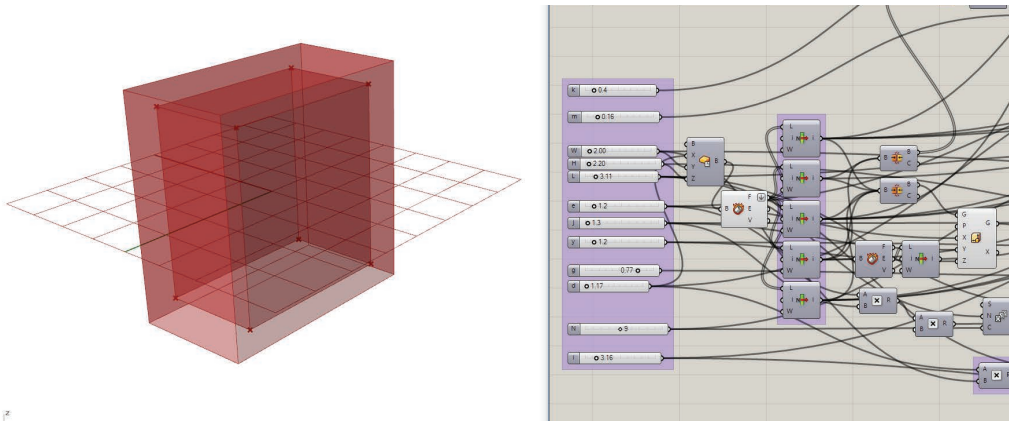 k 0.4
m 0.16
W 2.00
H 2.20
L 3.11
e 1.2
j 1.3
y 1.2
g 0.77
d 1.17
N 9
l 3.16
B X Y Z B
B F E V
L i W i
L i W i
L i W i
L i W i
L i W i
B B C
B B C
B F E V
L i W i
G P X Y Z G X
A B R
A B R
S N C
A B R
z